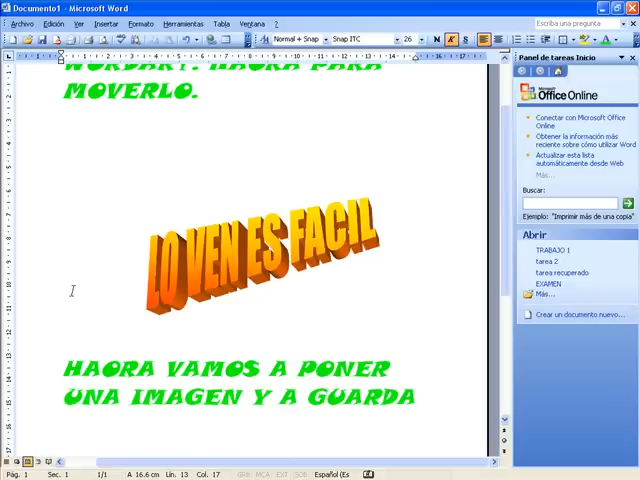 Documento1 - Microsoft Word
Archivo Edición Ver Insertar Formato Herramientas Tabla Ventana ?
Escriba una pregunta
Normal + Snap Snap ITC 26 N K S
WORDART. HAORA PARA
MOVERLO.
LO VEN ES FACIL
HAORA VAMOS A PONER
UNA IMAGEN Y A GUARDA
Panel de tareas Inicio
Office Online
Conectar con Microsoft Office
Online
Obtener la información más
reciente sobre cómo utilizar Word
Actualizar esta lista
automáticamente desde Web
Más...
Buscar:
Ejemplo: "Imprimir más de una copia"
Abrir
TRABAJO 1
tarea 2
tarea recuperado
EXAMEN
Más...
Crear un documento nuevo...
Pág. 1 Sec. 1 1/1 A 16.6 cm Lín. 13 Col. 17 GRB MCA EXT SOB Español (Es